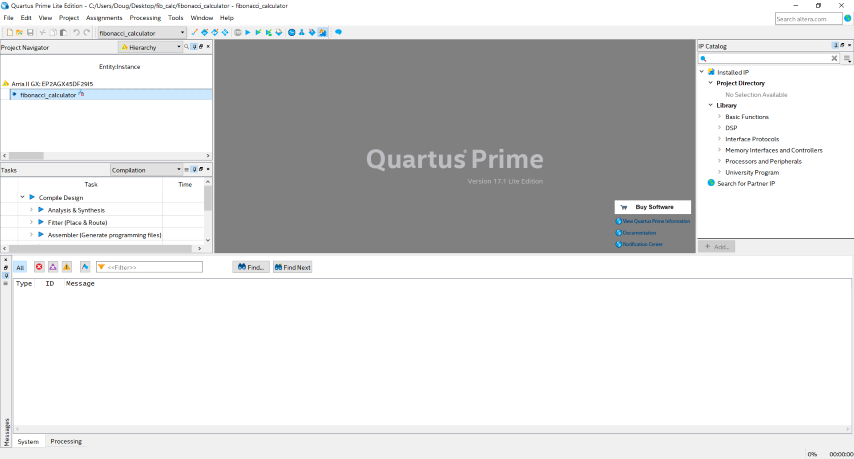 Quartus Prime Lite Edition - C:/Users/Doug/Desktop/fib_calc/fibonacci_calculator - fibonacci_calculator
File Edit View Project Assignments Processing Tools Window Help
Search altera.com
fibonacci_calculator
Project Navigator
Hierarchy
Entity:Instance
Arria II GX: EP2AGX45DF29I5
fibonacci_calculator
Tasks
Compilation
Task Time
Compile Design
Analysis & Synthesis
Fitter (Place & Route)
Assembler (Generate programming files)
Quartus Prime
Version 17.1 Lite Edition
Buy Software
View Quartus Prime Information
Documentation
Notification Center
IP Catalog
Installed IP
Project Directory
No Selection Available
Library
Basic Functions
DSP
Interface Protocols
Memory Interfaces and Controllers
Processors and Peripherals
University Program
Search for Partner IP
+ Add...
All
<<Filter>>
Find...
Find Next
Type ID Message
Messages
System Processing
0% 00:00:00